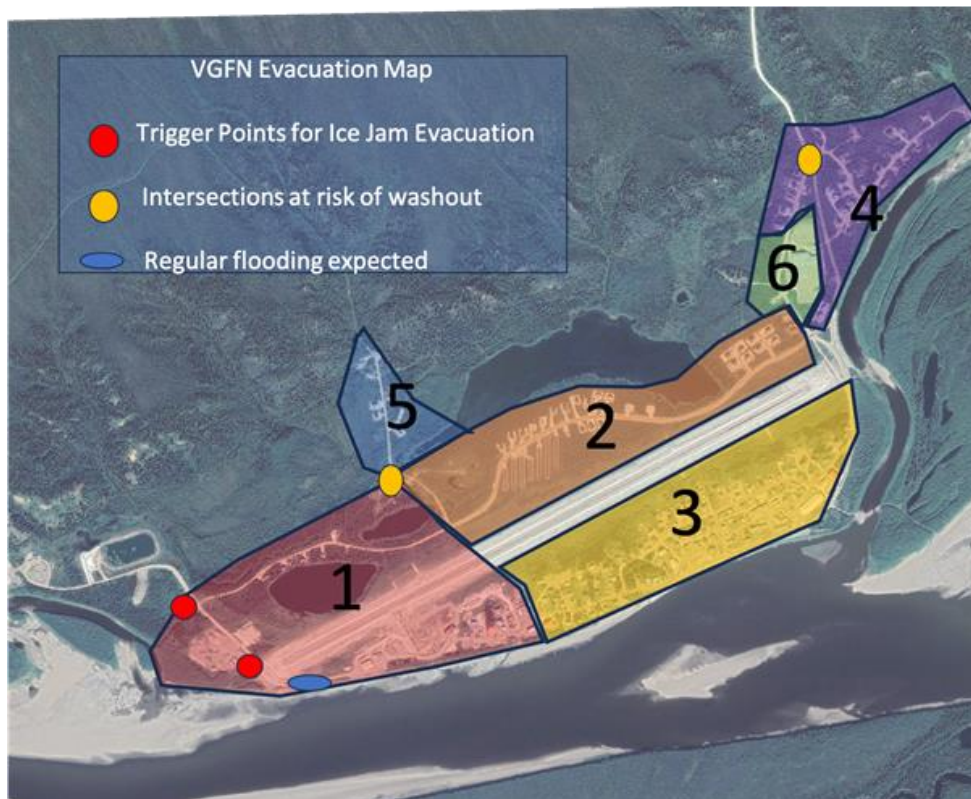 VGFN Evacuation Map
Trigger Points for Ice Jam Evacuation
Intersections at risk of washout
Regular flooding expected
4
6
5
2
3
1